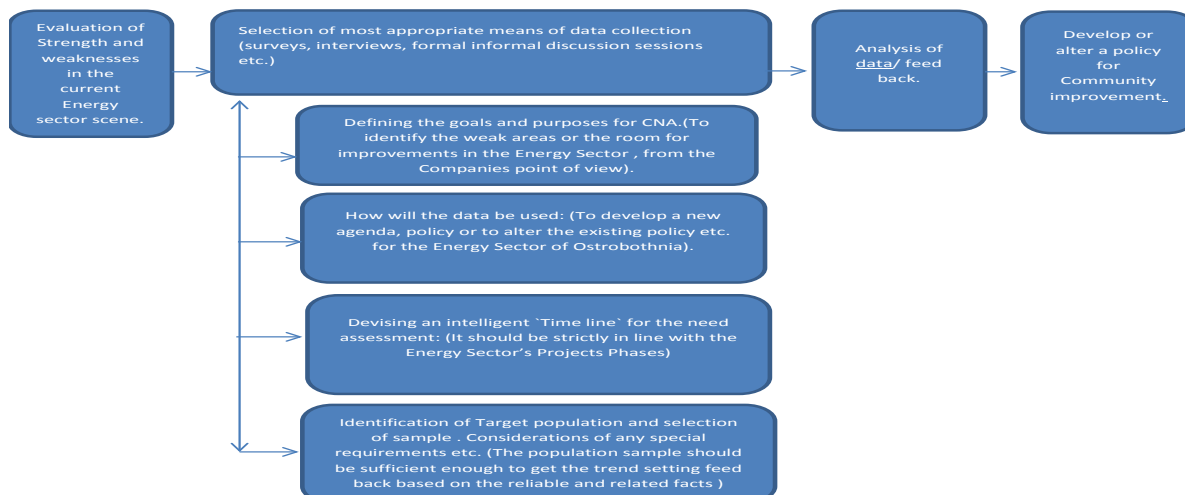 Evaluation of
Strength and
weaknesses
in the
current
Energy
sector scene.
Selection of most appropriate means of data collection
(surveys, interviews, formal informal discussion sessions
etc.)
Analysis of
data/ feed
back.
Develop or
alter a policy
for
Community
improvement.
Defining the goals and purposes for CNA.(To
identify the weak areas or the room for
improvements in the Energy Sector , from the
Companies point of view).
How will the data be used: (To develop a new
agenda, policy or to alter the existing policy etc.
for the Energy Sector of Ostrobothnia).
Devising an intelligent `Time line` for the need
assessment: (It should be strictly in line with the
Energy Sector’s Projects Phases)
Identification of Target population and selection
of sample . Considerations of any special
requirements etc. (The population sample should
be sufficient enough to get the trend setting feed
back based on the reliable and related facts )